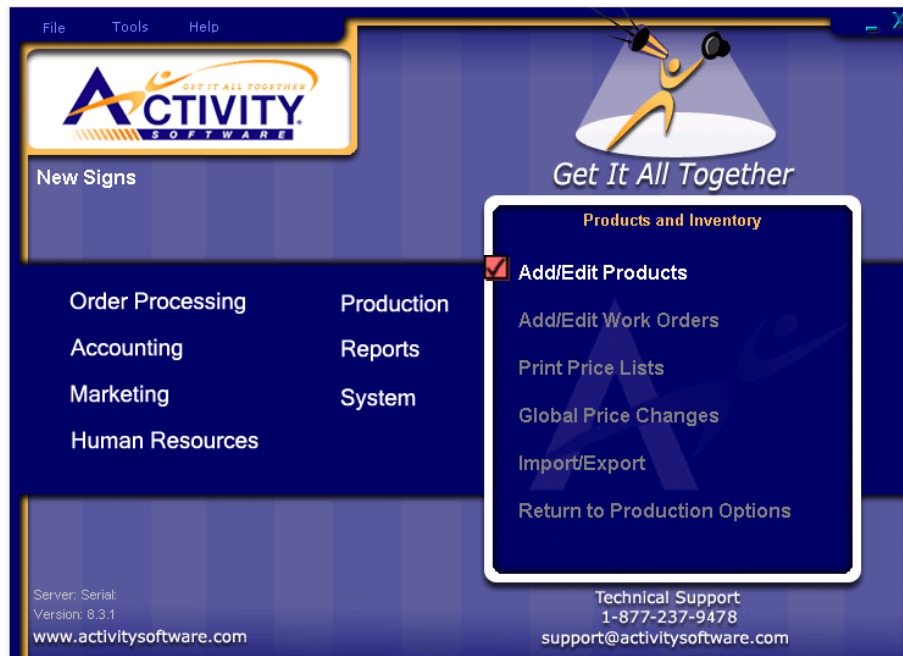 File Tools Help
GET IT ALL TOGETHER
ACTIVITY.
SOFTWARE
New Signs
Get It All Together
Products and Inventory
Add/Edit Products
Add/Edit Work Orders
Print Price Lists
Global Price Changes
Import/Export
Return to Production Options
Order Processing
Accounting
Marketing
Human Resources
Production
Reports
System
Server: Serial:
Version: 8.3.1
www.activitysoftware.com
Technical Support
1-877-237-9478
support@activitysoftware.com